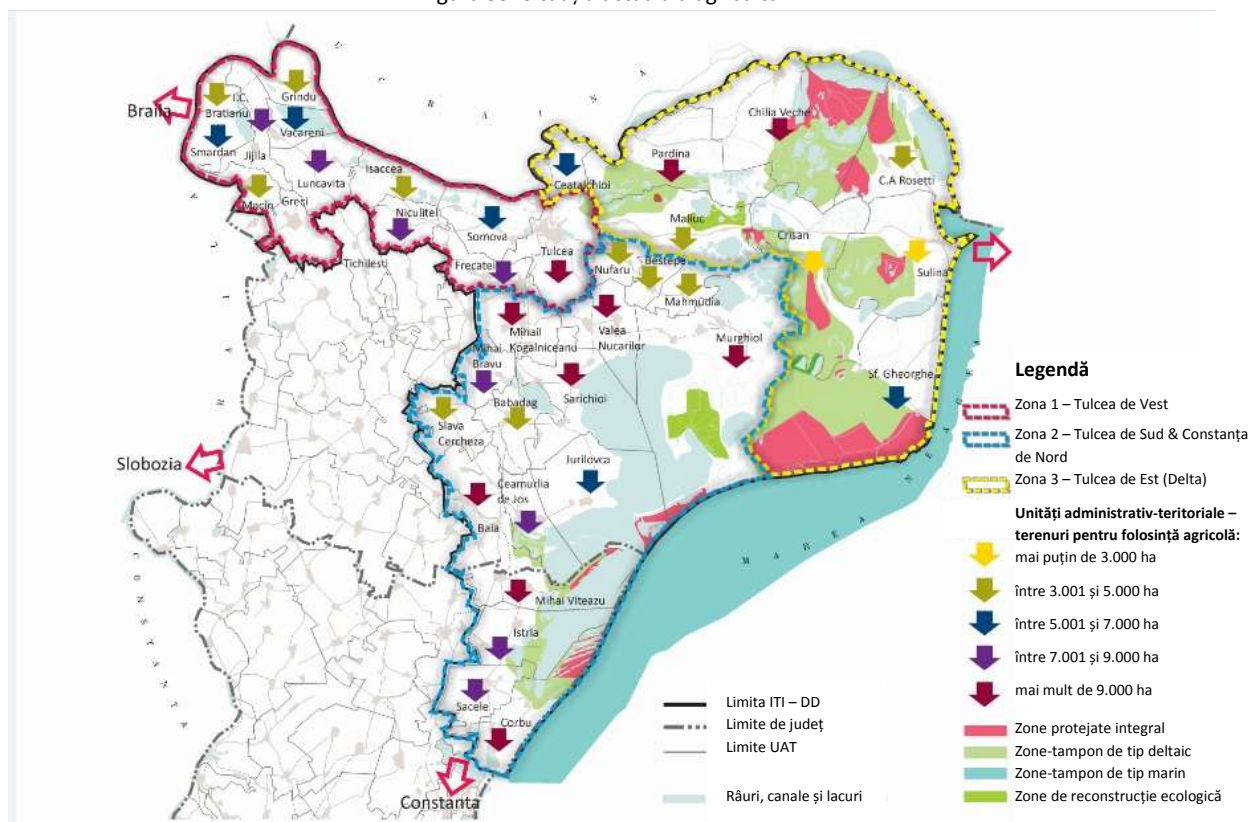 U C R A I N A
Braila
I.C.
Bratianu
Grindu
Vacareni
Smardan
Jijila
Luncavita
Isaccea
Macin
Greci
Niculitel
Tichilesti
Somova
Frecatei
Tulcea
Ceatalchioi
Pardina
Chilia Veche
C.A Rosetti
Maliuc
Crisan
Sulina
Nufaru
Bestepe
Mahmudia
Mihail
Kogalniceanu
Valea
Nucarilor
Murghiol
Mihai
Bravu
Babadag
Sarichioi
Sf. Gheorghe
Slava
Cercheza
Slobozia
Jurilovca
Ceamurlia
de Jos
Baia
Mihai Viteazu
Istria
Sacele
Corbu
Constanta
CONSTANTA
MAREA NEAGRA
Legendă
Zona 1 – Tulcea de Vest
Zona 2 – Tulcea de Sud & Constanța
de Nord
Zona 3 – Tulcea de Est (Delta)
Unități administrativ-teritoriale –
terenuri pentru folosință agricolă:
mai puțin de 3.000 ha
între 3.001 și 5.000 ha
între 5.001 și 7.000 ha
între 7.001 și 9.000 ha
mai mult de 9.000 ha
Limita ITI – DD
Limite de județ
Limite UAT
Râuri, canale și lacuri
Zone protejate integral
Zone-tampon de tip deltaic
Zone-tampon de tip marin
Zone de reconstrucție ecologică